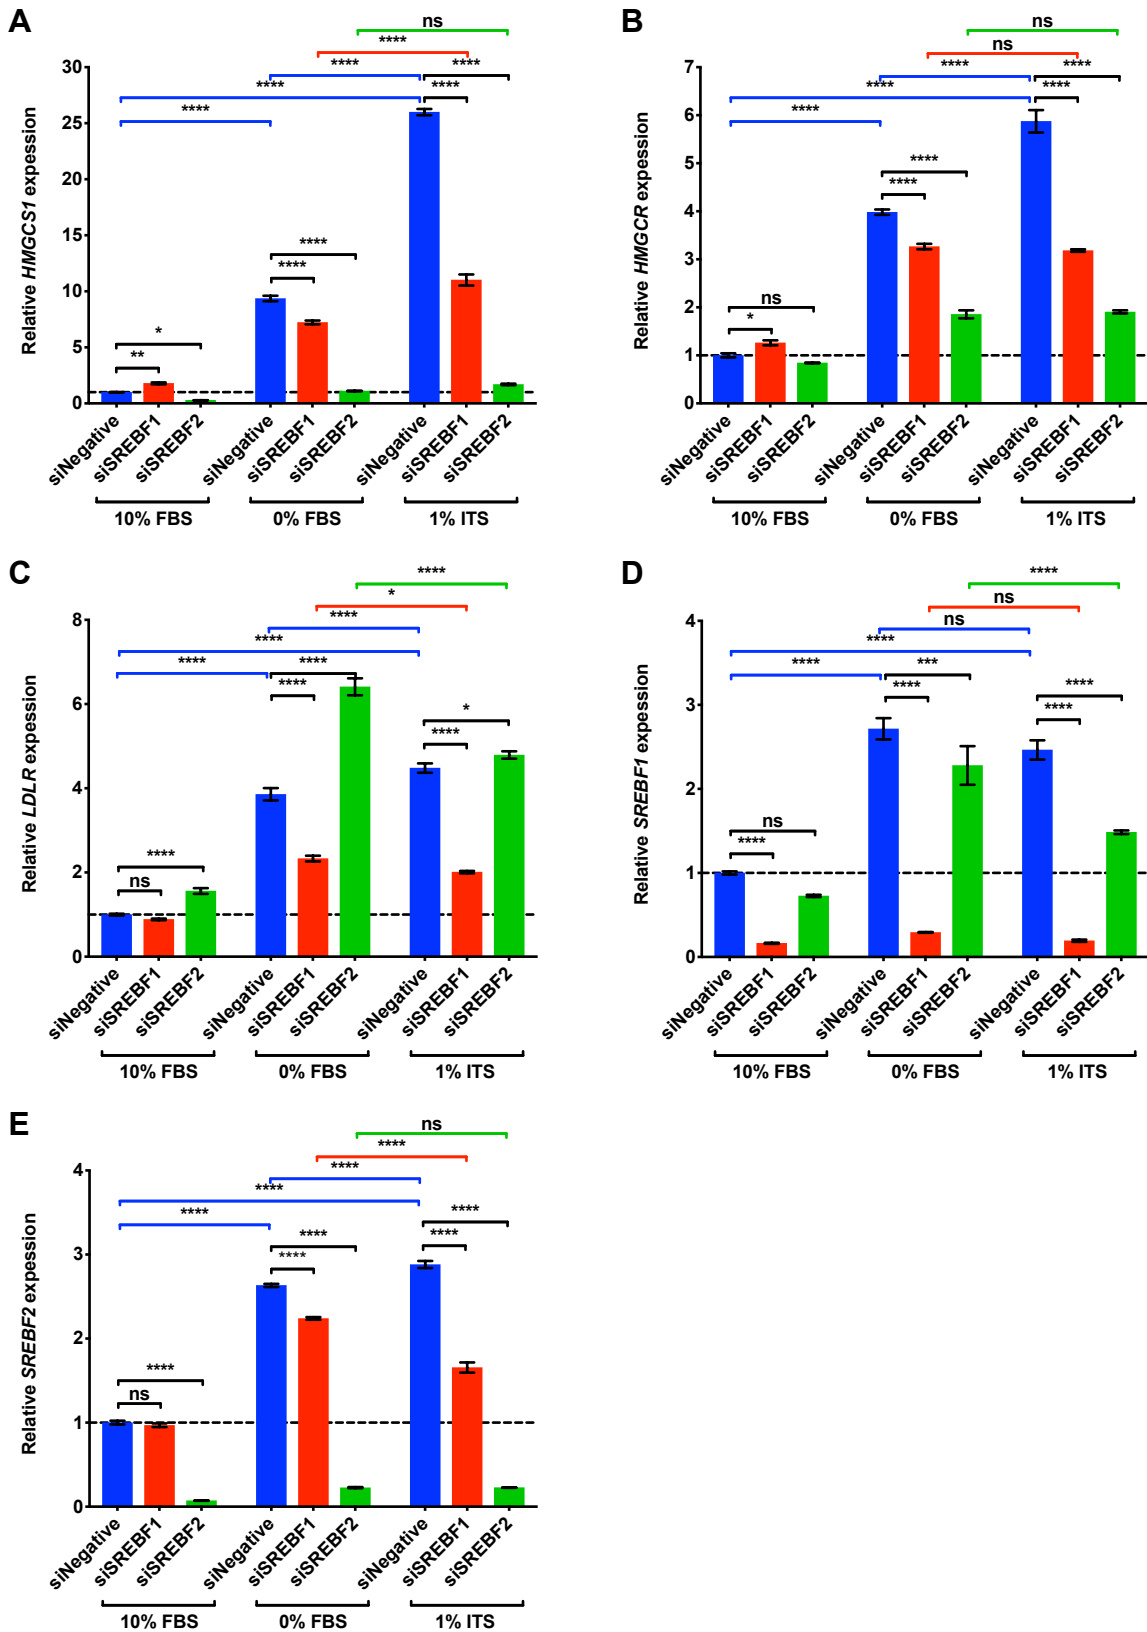 A
ns
****
****
****
****
****
****
30
25
20
15
10
5
0
Relative HMGCS1 expession
****
****
*
**
siNegative
siSREBF1
siSREBF2
siNegative
siSREBF1
siSREBF2
siNegative
siSREBF1
siSREBF2
10% FBS
0% FBS
1% ITS
B
ns
ns
****
****
****
****
****
7
6
5
4
3
2
1
0
Relative HMGCR expession
****
****
ns
*
siNegative
siSREBF1
siSREBF2
siNegative
siSREBF1
siSREBF2
siNegative
siSREBF1
siSREBF2
10% FBS
0% FBS
1% ITS
C
****
*
****
****
****
****
****
8
6
4
2
0
Relative LDLR expession
*
****
****
ns
siNegative
siSREBF1
siSREBF2
siNegative
siSREBF1
siSREBF2
siNegative
siSREBF1
siSREBF2
10% FBS
0% FBS
1% ITS
D
****
ns
ns
****
****
***
****
****
****
4
3
2
1
0
Relative SREBF1 expession
ns
****
siNegative
siSREBF1
siSREBF2
siNegative
siSREBF1
siSREBF2
siNegative
siSREBF1
siSREBF2
10% FBS
0% FBS
1% ITS
E
ns
****
****
****
****
****
****
****
****
4
3
2
1
0
Relative SREBF2 expession
****
ns
siNegative
siSREBF1
siSREBF2
siNegative
siSREBF1
siSREBF2
siNegative
siSREBF1
siSREBF2
10% FBS
0% FBS
1% ITS